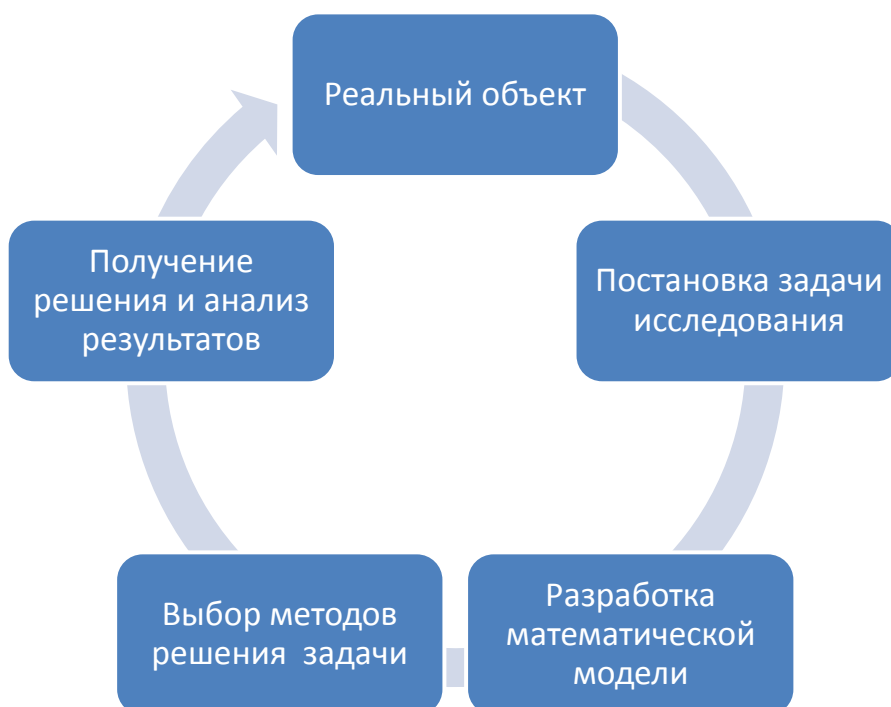 Реальный объект
Постановка задачи
исследования
Разработка
математической
модели
Выбор методов
решения задачи
Получение
решения и анализ
результатов